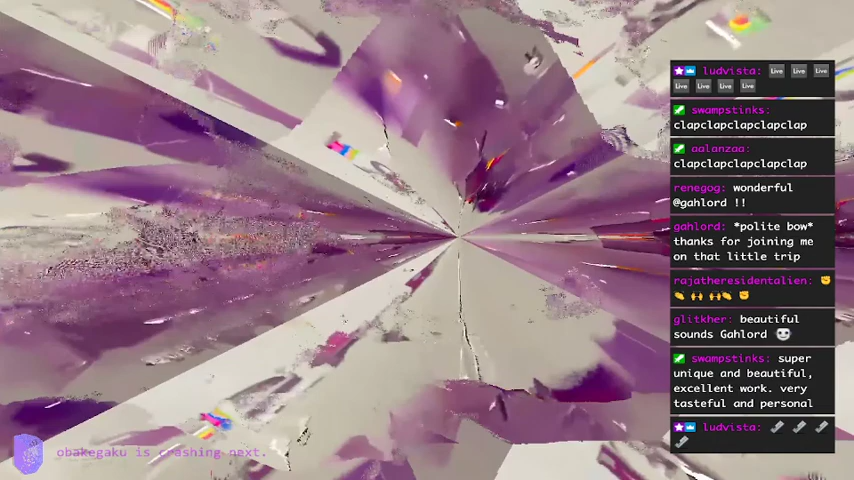 ludvista: Live Live Live
Live Live Live Live
swampstinks:
clapclapclapclapclap
aalanzaa:
clapclapclapclapclap
renegog: wonderful
@gahlord !!
gahlord: *polite bow*
thanks for joining me
on that little trip
rajatheresidentalien:
glitkher: beautiful
sounds Gahlord
swampstinks: super
unique and beautiful,
excellent work. very
tasteful and personal
ludvista:
obakegaku is crashing next.